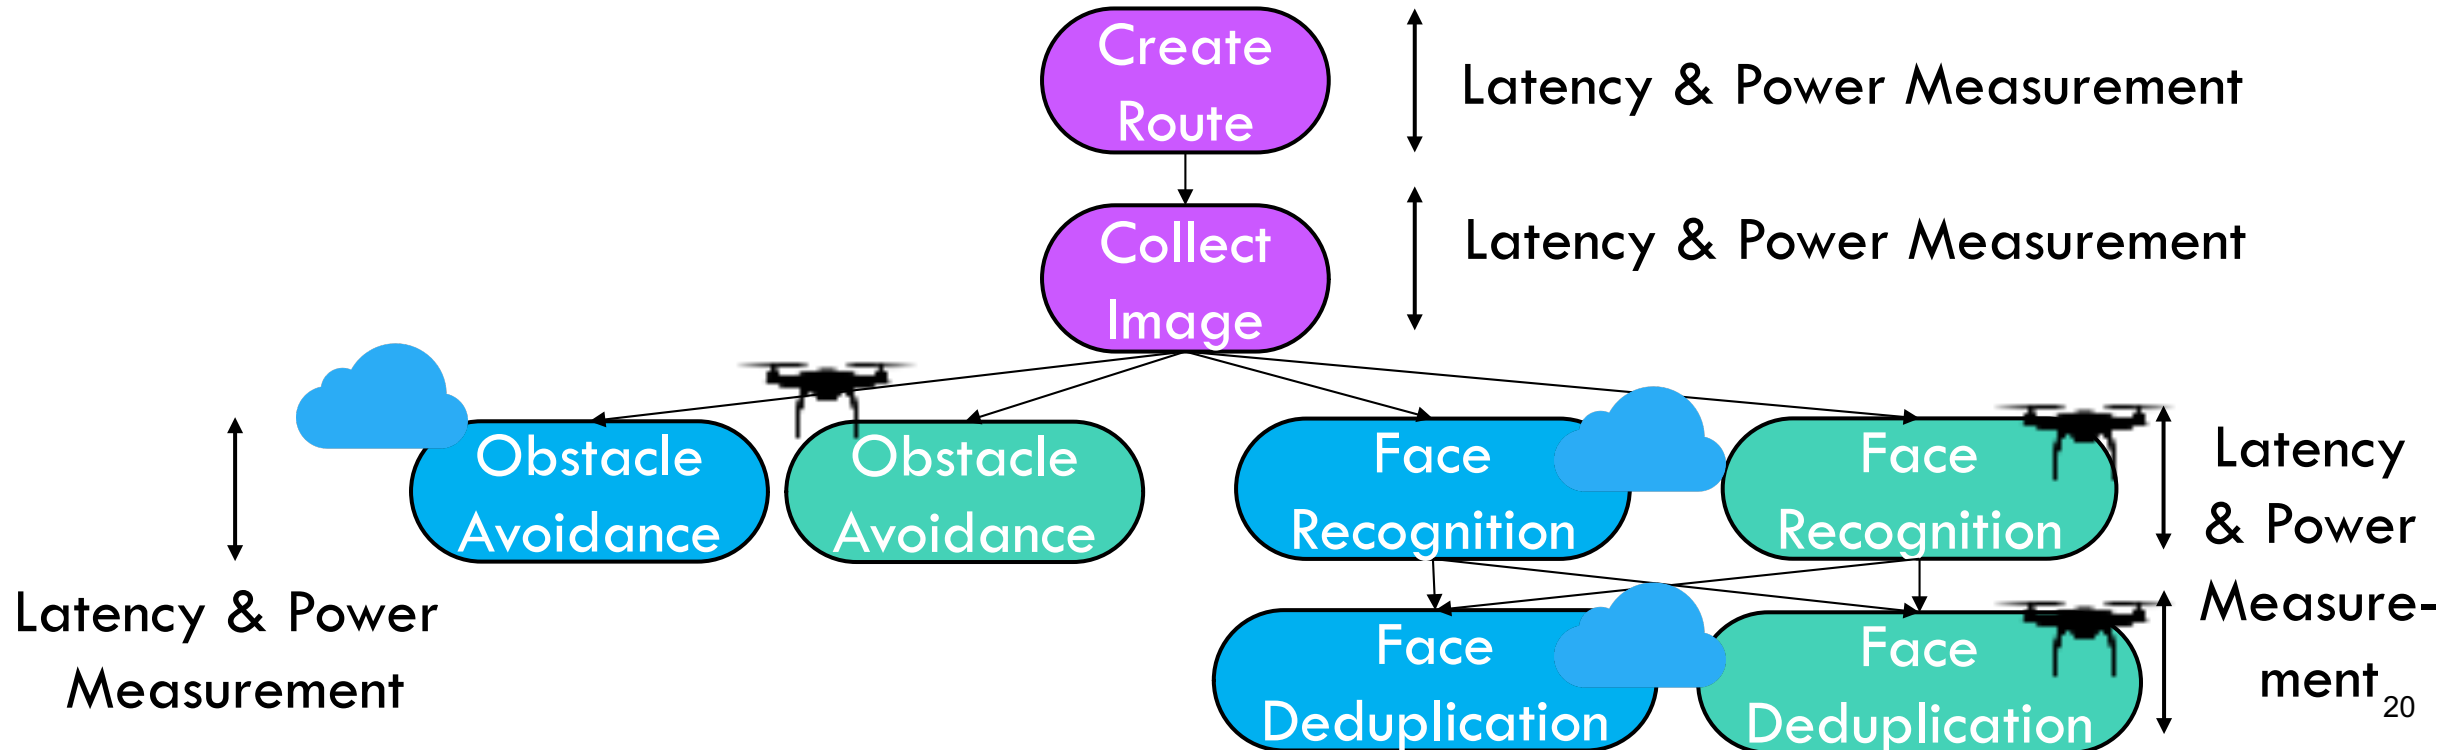 Create
Route
Latency & Power Measurement
Collect
Image
Latency & Power Measurement
Obstacle
Avoidance
Obstacle
Avoidance
Face
Recognition
Face
Recognition
Latency
& Power
Measure-
ment
Latency & Power
Measurement
Face
Deduplication
Face
Deduplication
20